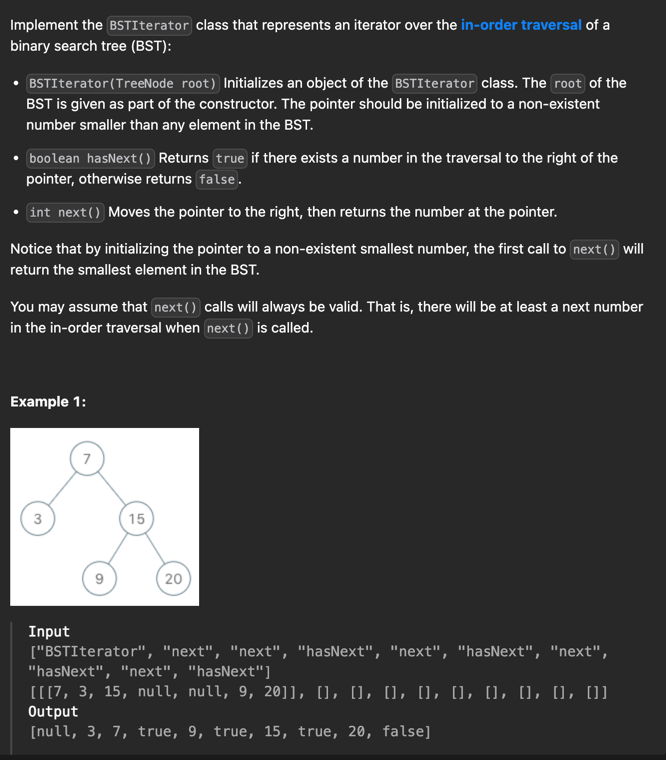 Implement the BSTIterator class that represents an iterator over the in-order traversal of a
binary search tree (BST):
• BSTIterator(TreeNode root) Initializes an object of the BSTIterator class. The root of the
BST is given as part of the constructor. The pointer should be initialized to a non-existent
number smaller than any element in the BST.
• boolean hasNext() Returns true if there exists a number in the traversal to the right of the
pointer, otherwise returns false.
• int next() Moves the pointer to the right, then returns the number at the pointer.
Notice that by initializing the pointer to a non-existent smallest number, the first call to next() will
return the smallest element in the BST.
You may assume that next() calls will always be valid. That is, there will be at least a next number
in the in-order traversal when next() is called.
Example 1:
7
3 15
9 20
Input
["BSTIterator", "next", "next", "hasNext", "next", "hasNext", "next",
"hasNext", "next", "hasNext"]
[[[7, 3, 15, null, null, 9, 20]], [], [], [], [], [], [], [], [], []]
Output
[null, 3, 7, true, 9, true, 15, true, 20, false]